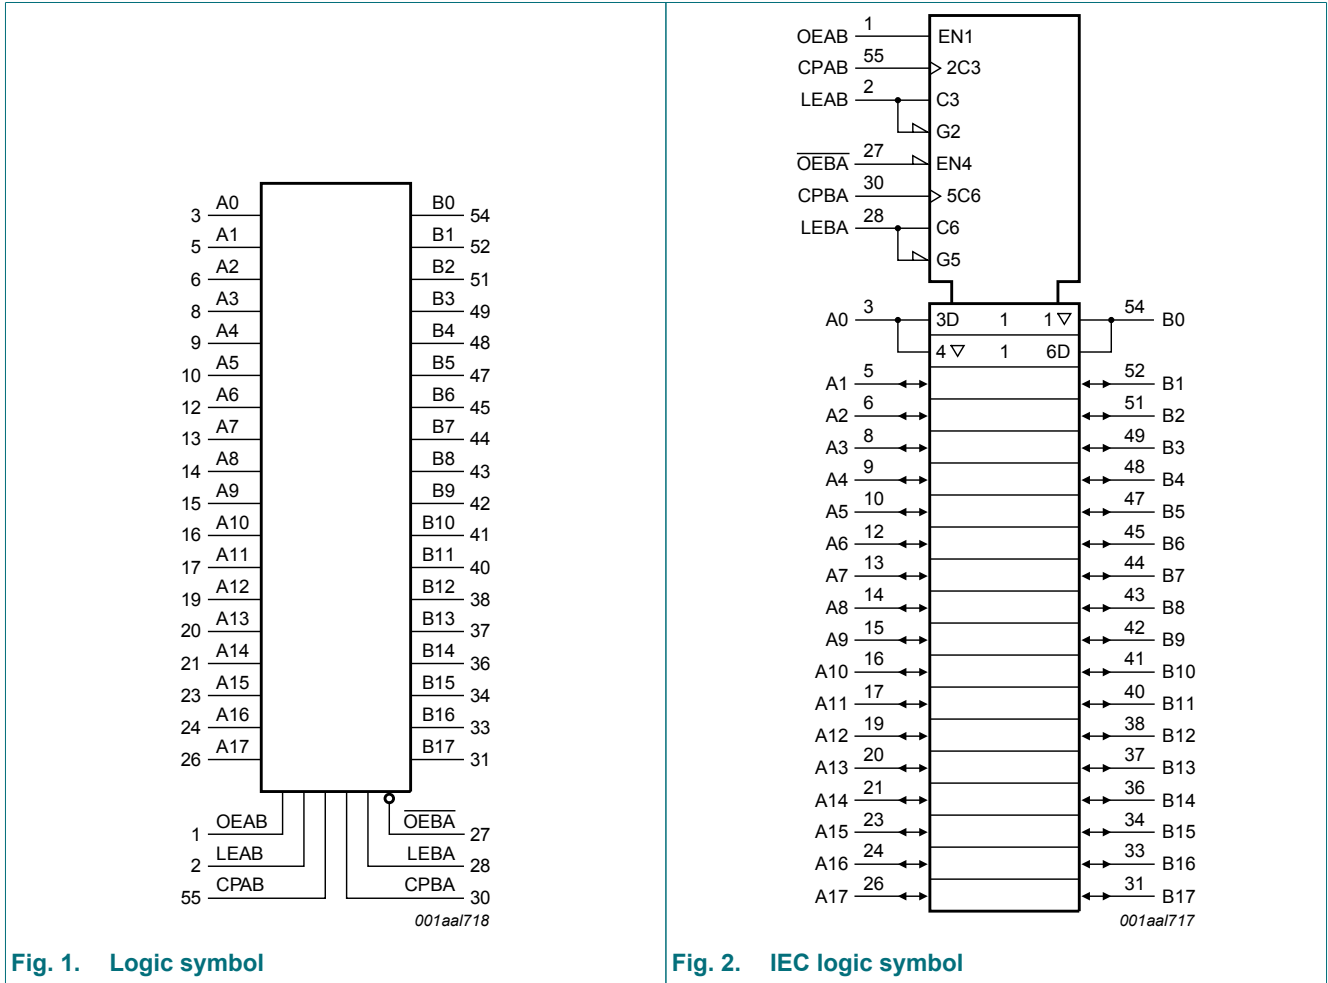 A0 B0
3 54
A1 B1
5 52
A2 B2
6 51
A3 B3
8 49
A4 B4
9 48
A5 B5
10 47
A6 B6
12 45
A7 B7
13 44
A8 B8
14 43
A9 B9
15 42
A10 B10
16 41
A11 B11
17 40
A12 B12
19 38
A13 B13
20 37
A14 B14
21 36
A15 B15
23 34
A16 B16
24 33
A17 B17
26 31
OEAB OEBA
1 27
LEAB LEBA
2 28
CPAB CPBA
55 30
001aal718
Fig. 1. Logic symbol
OEAB 1 EN1
CPAB 55 2C3
LEAB 2 C3
G2
OEBA 27 EN4
CPBA 30 5C6
LEBA 28 C6
G5
A0 3 3D 1 1 ▽ 54 B0
4 ▽ 1 6D
A1 5 52 B1
A2 6 51 B2
A3 8 49 B3
A4 9 48 B4
A5 10 47 B5
A6 12 45 B6
A7 13 44 B7
A8 14 43 B8
A9 15 42 B9
A10 16 41 B10
A11 17 40 B11
A12 19 38 B12
A13 20 37 B13
A14 21 36 B14
A15 23 34 B15
A16 24 33 B16
A17 26 31 B17
001aal717
Fig. 2. IEC logic symbol